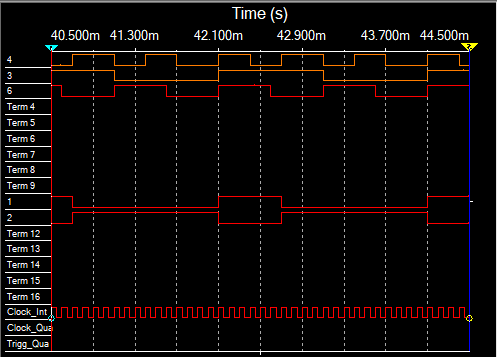 Time (s)
40.500m 41.300m 42.100m 42.900m 43.700m 44.500m
1 2
4
3
6
Term 4
Term 5
Term 6
Term 7
Term 8
Term 9
1
2
Term 12
Term 13
Term 14
Term 15
Term 16
Clock_Int
Clock_Qua
Trigg_Qua